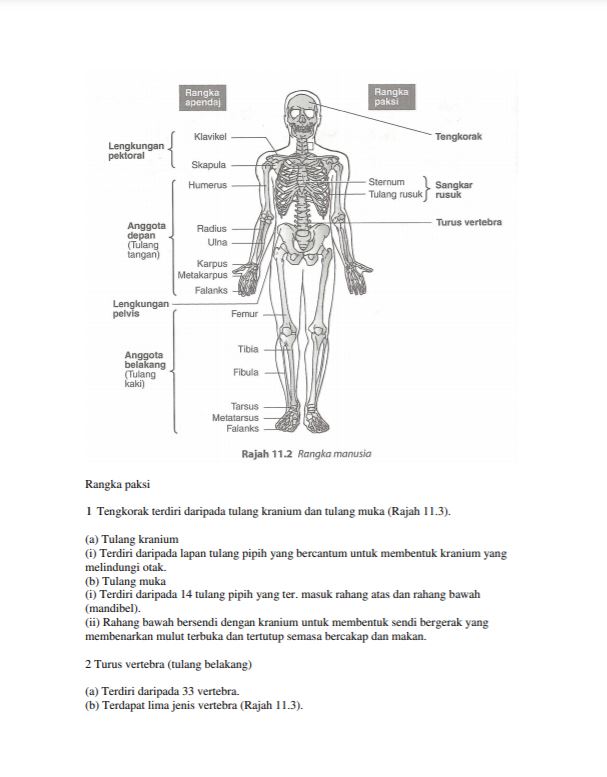 Rangka
apendaj
Rangka
paksi
Klavikel
Tengkorak
Lengkungan
pektoral
Skapula
Humerus
Sternum
Tulang rusuk
Sangkar
rusuk
Turus vertebra
Anggota
depan
(Tulang
tangan)
Radius
Ulna
Karpus
Metakarpus
Falanks
Lengkungan
pelvis
Femur
Anggota
belakang
(Tulang
kaki)
Tibia
Fibula
Tarsus
Metatarsus
Falanks
Rajah 11.2 Rangka manusia
Rangka paksi
1 Tengkorak terdiri daripada tulang kranium dan tulang muka (Rajah 11.3).
(a) Tulang kranium
(i) Terdiri daripada lapan tulang pipih yang bercantum untuk membentuk kranium yang
melindungi otak.
(b) Tulang muka
(i) Terdiri daripada 14 tulang pipih yang ter. masuk rahang atas dan rahang bawah
(mandibel).
(ii) Rahang bawah bersendi dengan kranium untuk membentuk sendi bergerak yang
membenarkan mulut terbuka dan tertutup semasa bercakap dan makan.
2 Turus vertebra (tulang belakang)
(a) Terdiri daripada 33 vertebra.
(b) Terdapat lima jenis vertebra (Rajah 11.3).